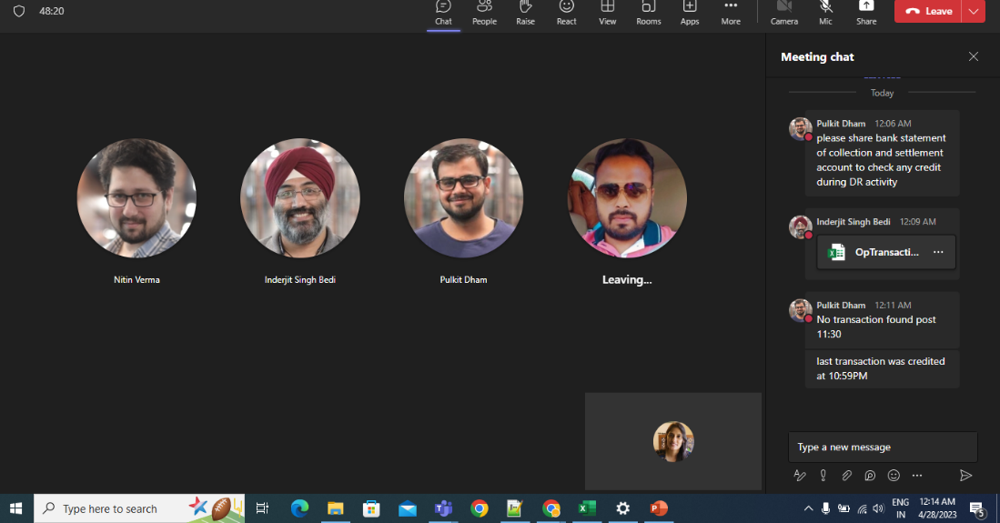 48:20
Chat People Raise React View Rooms Apps More Camera Mic Share Leave
Meeting chat
Today
Pulkit Dham 12:06 AM
please share bank statement
of collection and settlement
account to check any credit
during DR activity
Inderjit Singh Bedi 12:09 AM
OpTransacti...
Pulkit Dham 12:11 AM
No transaction found post
11:30
last transaction was credited
at 10:59PM
Nitin Verma
Inderjit Singh Bedi
Pulkit Dham
Leaving...
Type a new message
Type here to search
ENG
IN
12:14 AM
4/28/2023
5